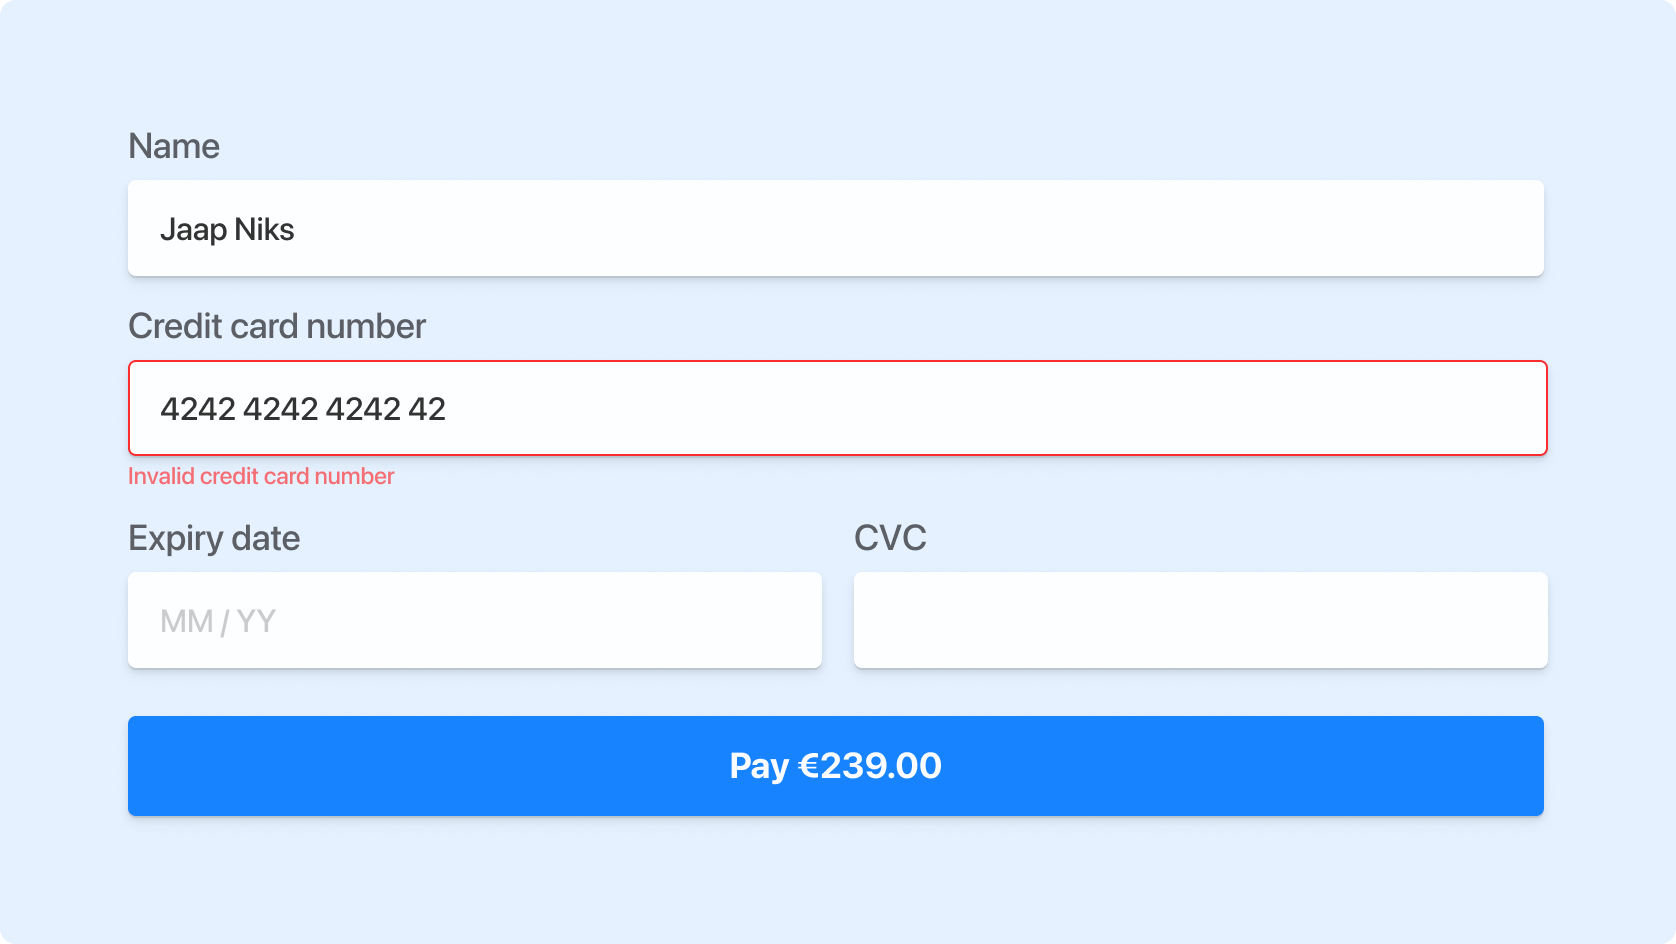 Name
Jaap Niks
Credit card number
4242 4242 4242 42
Invalid credit card number
Expiry date
CVC
MM / YY
Pay €239.00